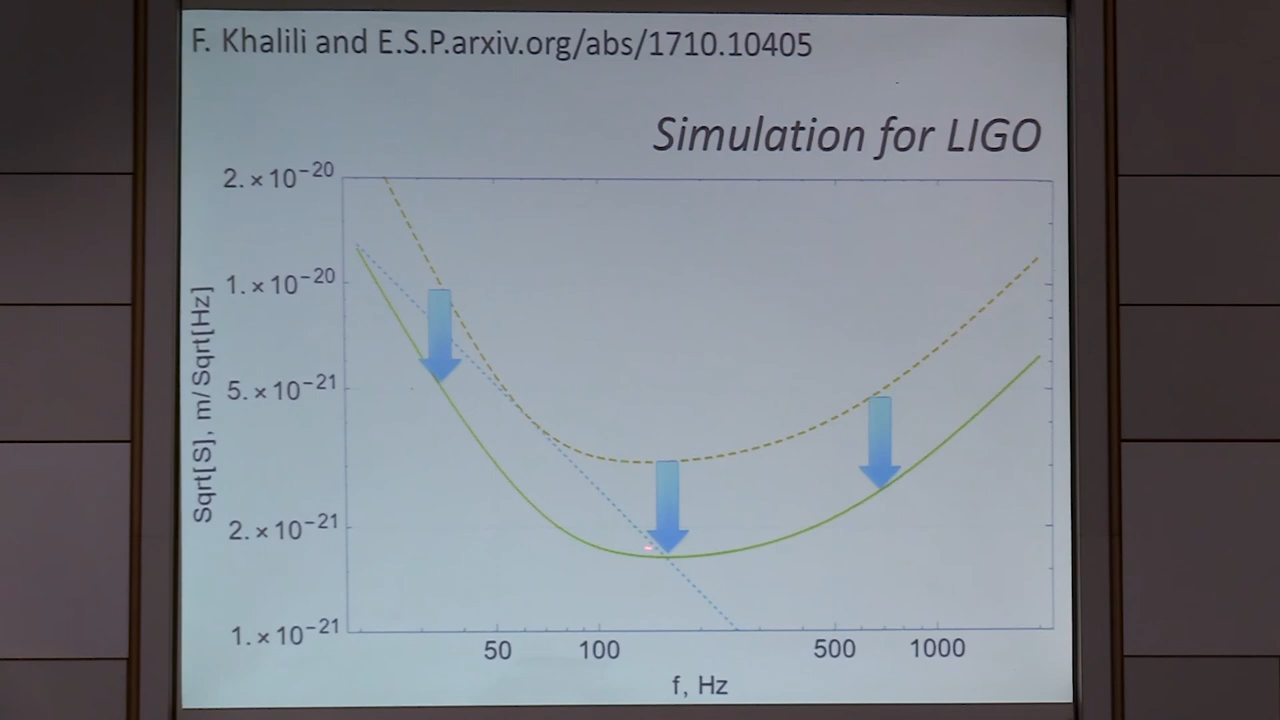 F. Khalili and E.S.P.arxiv.org/abs/1710.10405
Simulation for LIGO
2.×10−20
1.×10−20
5.×10−21
2.×10−21
1.×10−21
Sqrt[S], m/Sqrt[Hz]
50 100 500 1000
f, Hz